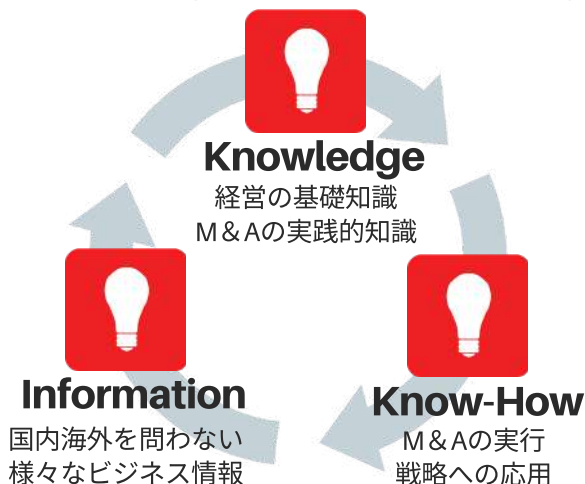 Knowledge
経営の基礎知識
M&Aの実践的知識
Information
国内海外を問わない
様々なビジネス情報
Know-How
M&Aの実行
戦略への応用